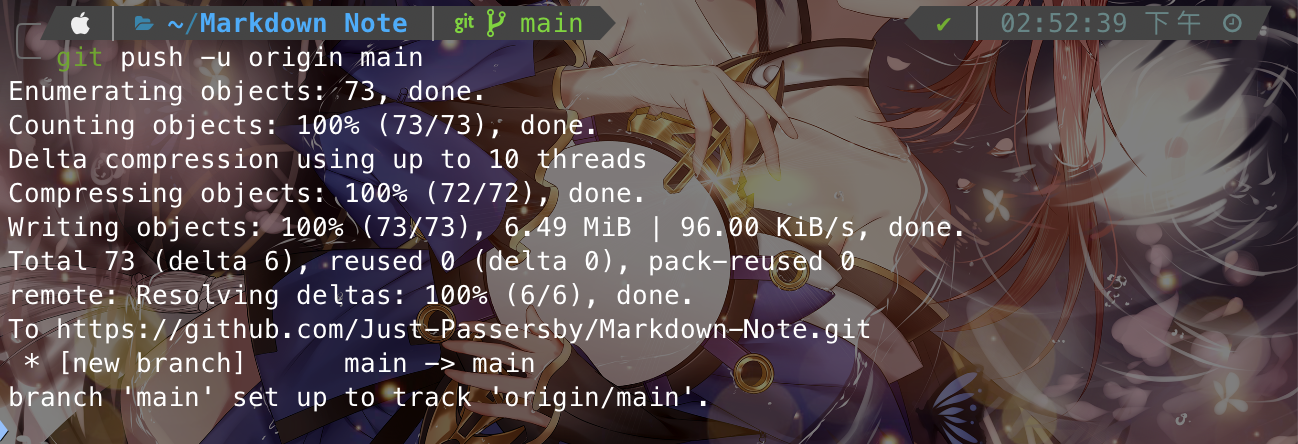 ~/Markdown Note git main ✔ 02:52:39 下午
git push -u origin main
Enumerating objects: 73, done.
Counting objects: 100% (73/73), done.
Delta compression using up to 10 threads
Compressing objects: 100% (72/72), done.
Writing objects: 100% (73/73), 6.49 MiB | 96.00 KiB/s, done.
Total 73 (delta 6), reused 0 (delta 0), pack-reused 0
remote: Resolving deltas: 100% (6/6), done.
To https://github.com/Just-Passersby/Markdown-Note.git
 * [new branch]      main -> main
branch 'main' set up to track 'origin/main'.